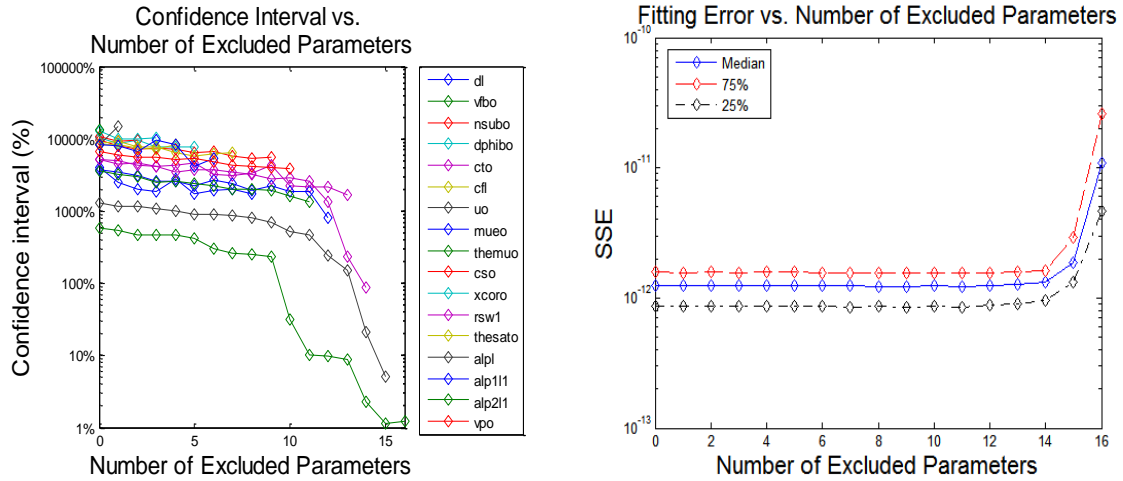 Confidence Interval vs.
Number of Excluded Parameters
100000%
10000%
1000%
100%
10%
1%
0
5
10
15
Confidence interval (%)
Number of Excluded Parameters
dl
vfbo
nsubo
dphibo
cto
cfl
uo
mueo
themuo
cso
xcoro
rsw1
thesato
alpl
alp1l1
alp2l1
vpo
Fitting Error vs. Number of Excluded Parameters
10-10
10-11
10-12
10-13
0
2
4
6
8
10
12
14
16
SSE
Number of Excluded Parameters
Median
75%
25%